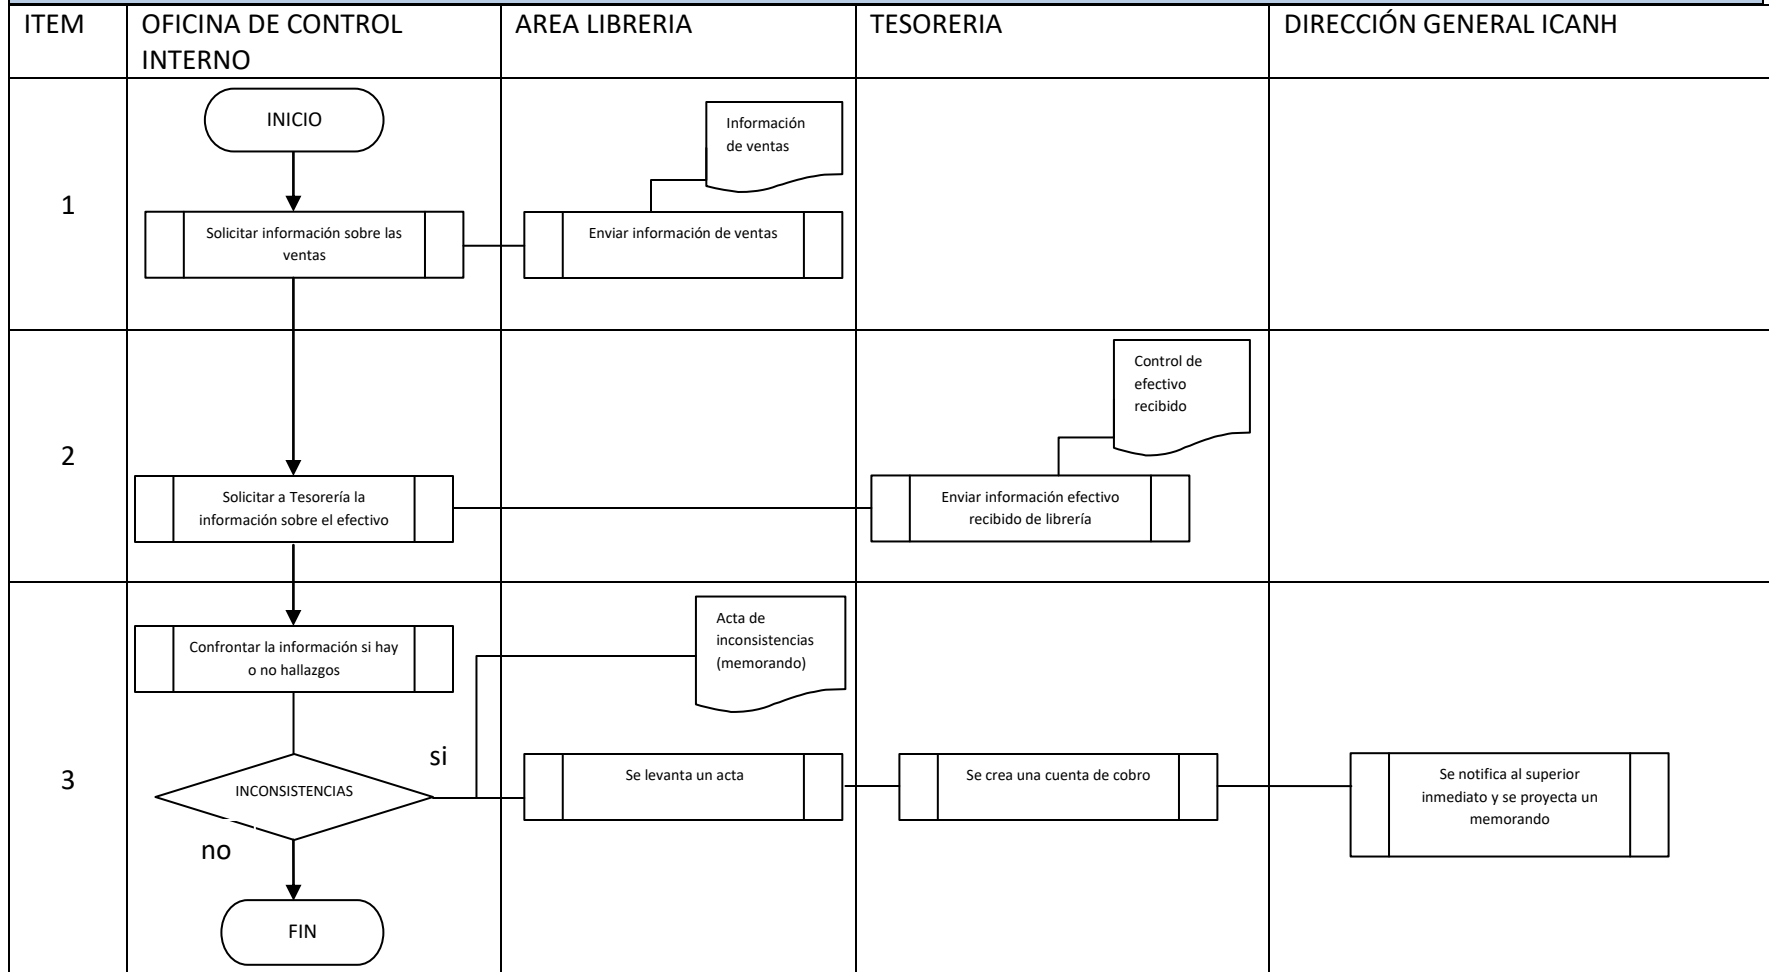 ITEM
OFICINA DE CONTROL
INTERNO
AREA LIBRERIA
TESORERIA
DIRECCIÓN GENERAL ICANH
1
INICIO
Solicitar información sobre las
ventas
Información
de ventas
Enviar información de ventas
2
Solicitar a Tesorería la
información sobre el efectivo
Control de
efectivo
recibido
Enviar información efectivo
recibido de librería
3
Confrontar la información si hay
o no hallazgos
Acta de
inconsistencias
(memorando)
INCONSISTENCIAS
si
no
FIN
Se levanta un acta
Se crea una cuenta de cobro
Se notifica al superior
inmediato y se proyecta un
memorando